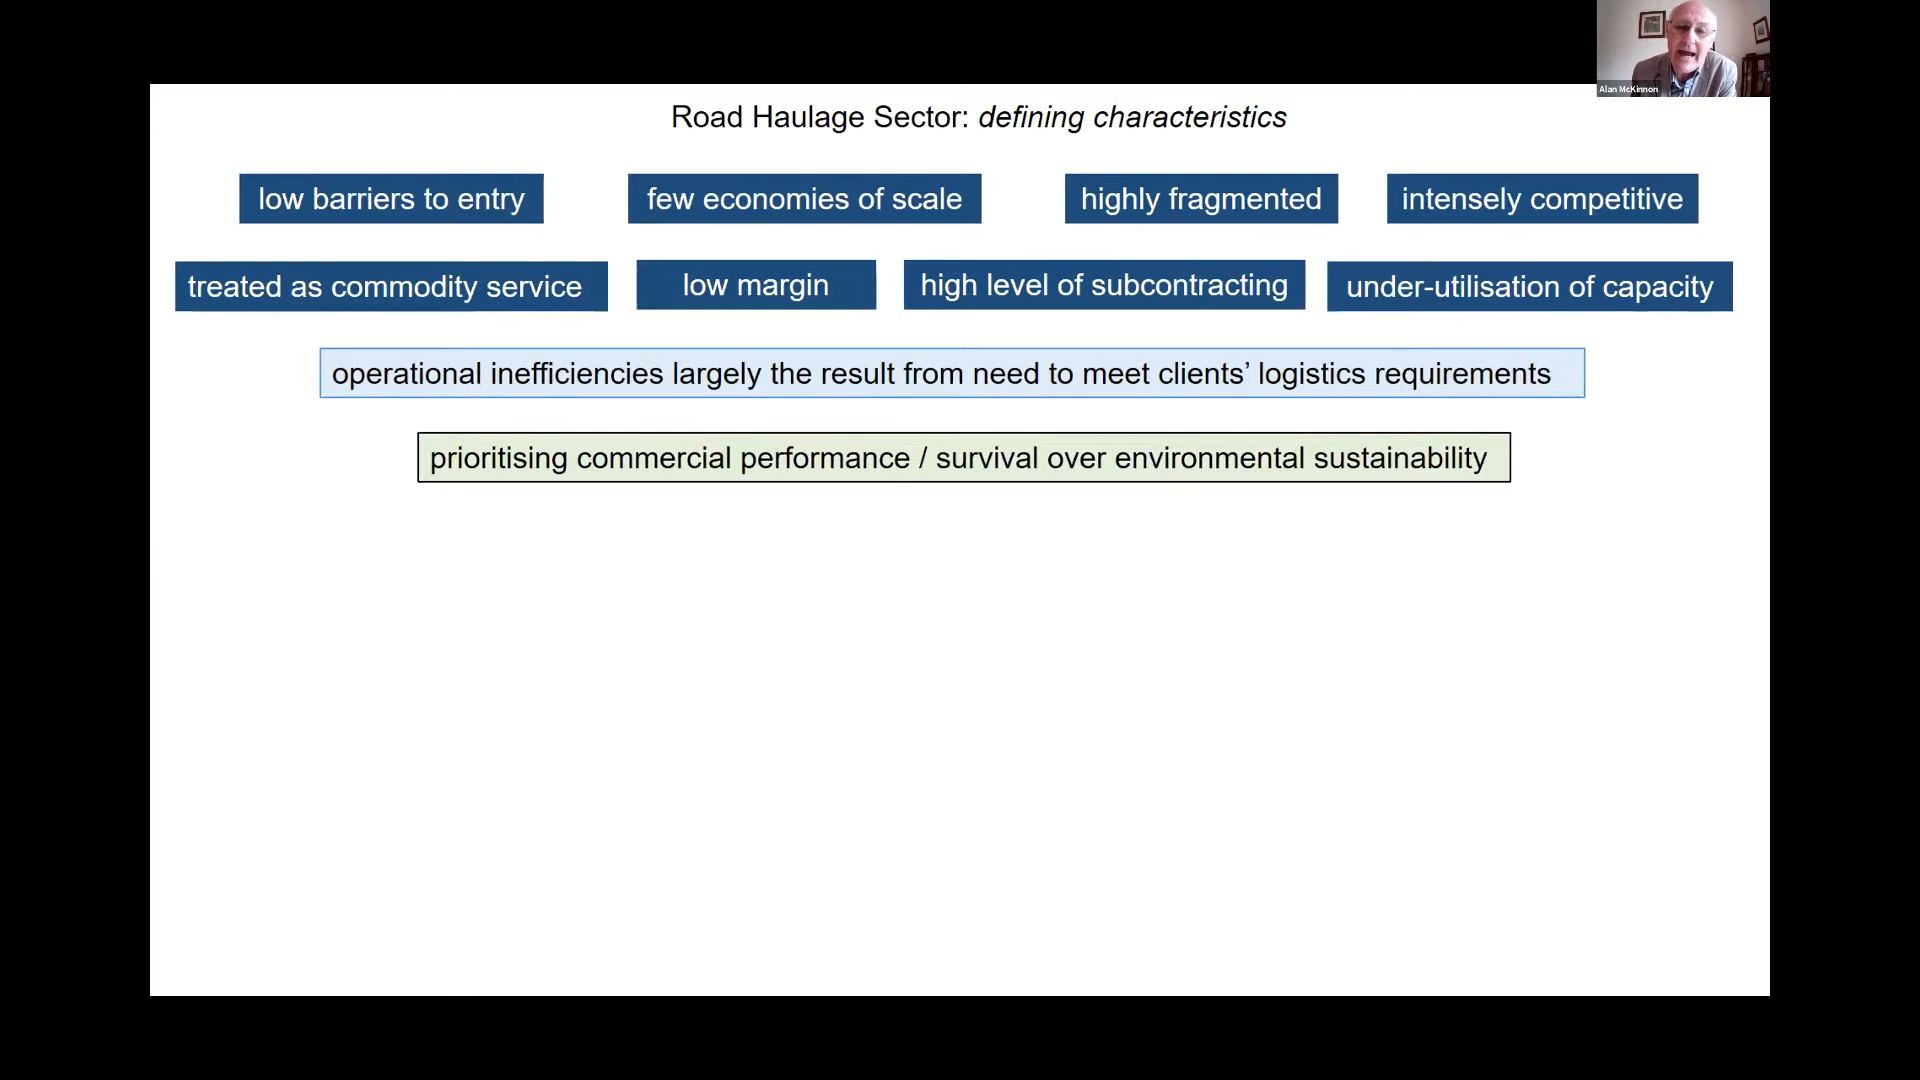 Alan McKinnon
Road Haulage Sector: defining characteristics
low barriers to entry
few economies of scale
highly fragmented
intensely competitive
treated as commodity service
low margin
high level of subcontracting
under-utilisation of capacity
operational inefficiencies largely the result from need to meet clients’ logistics requirements
prioritising commercial performance / survival over environmental sustainability